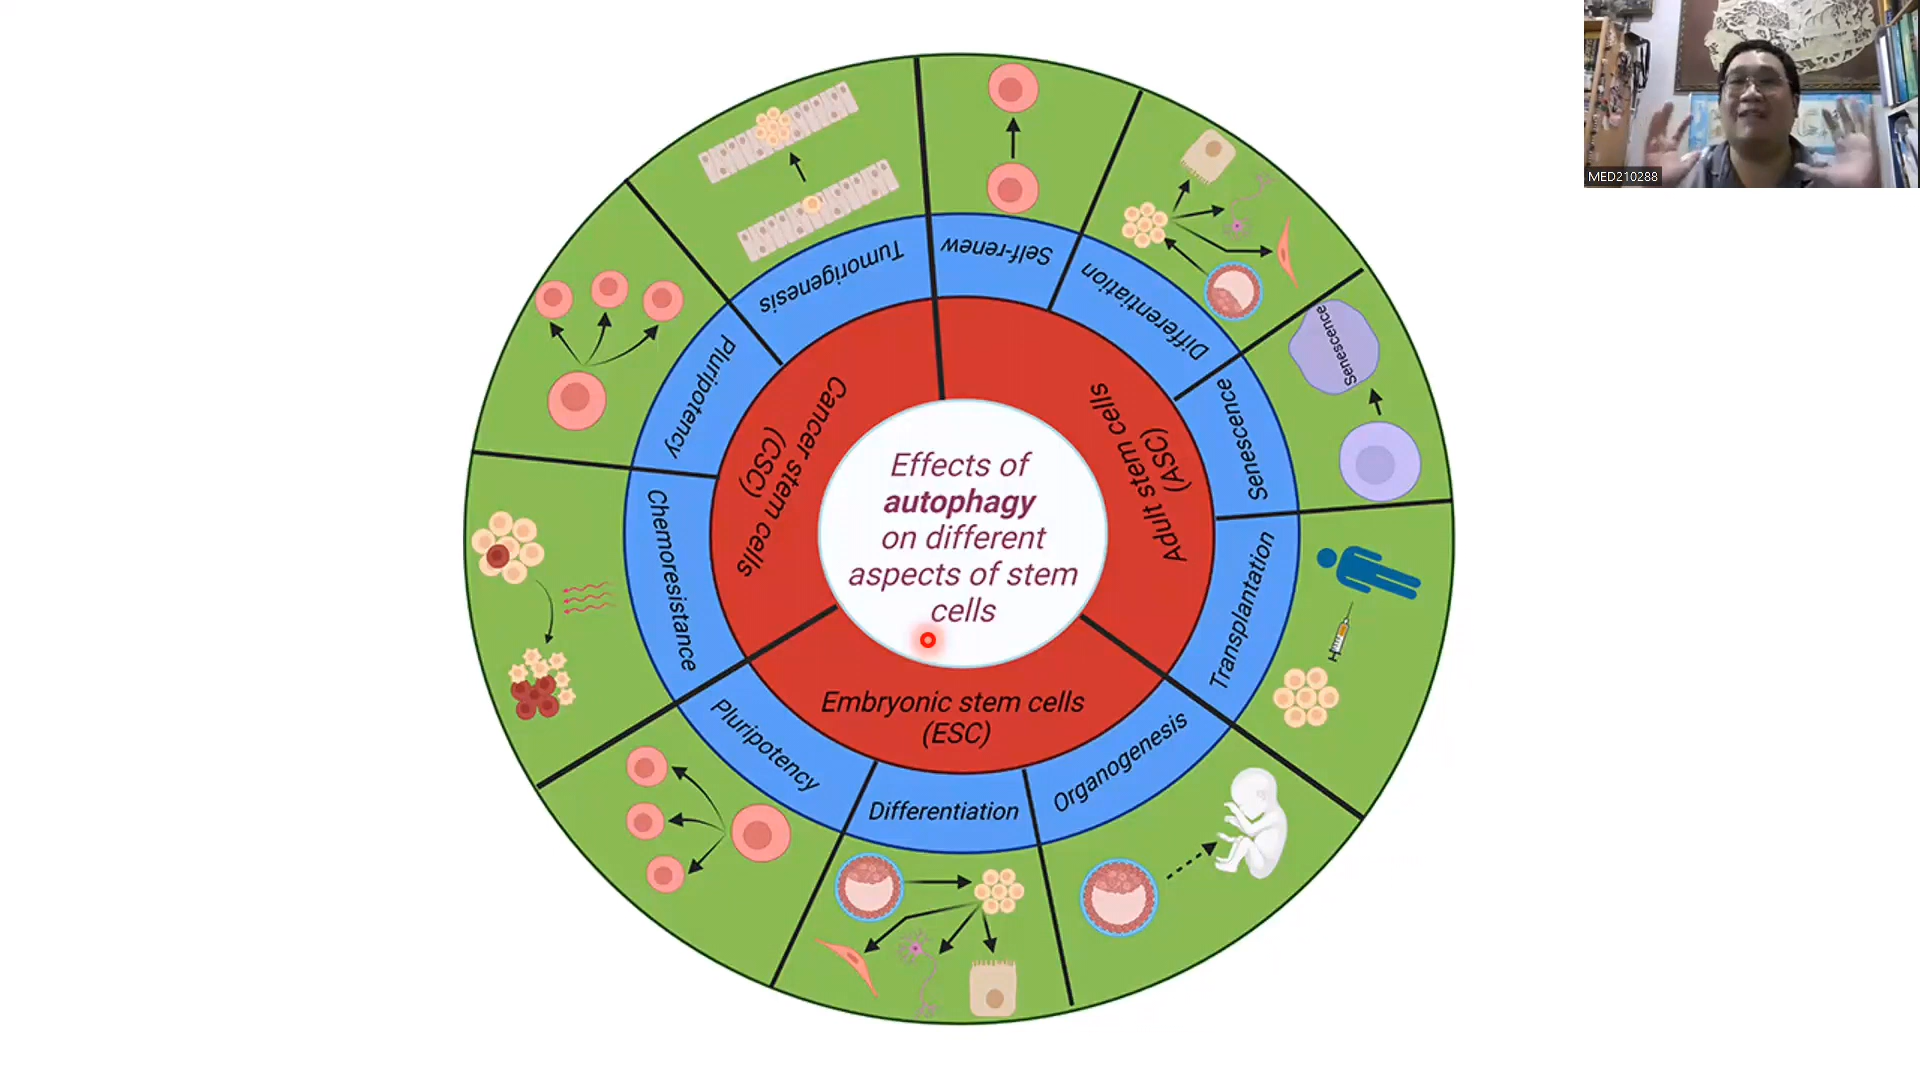 Effects of
autophagy
on different
aspects of stem
cells
Cancer stem cells
(CSC)
Adult stem cells
(ASC)
Embryonic stem cells
(ESC)
Tumorigenesis
Self-renew
Differentiation
Senescence
Senescence
Transplantation
Organogenesis
Differentiation
Pluripotency
Chemoresistance
Pluripotency
MED210288